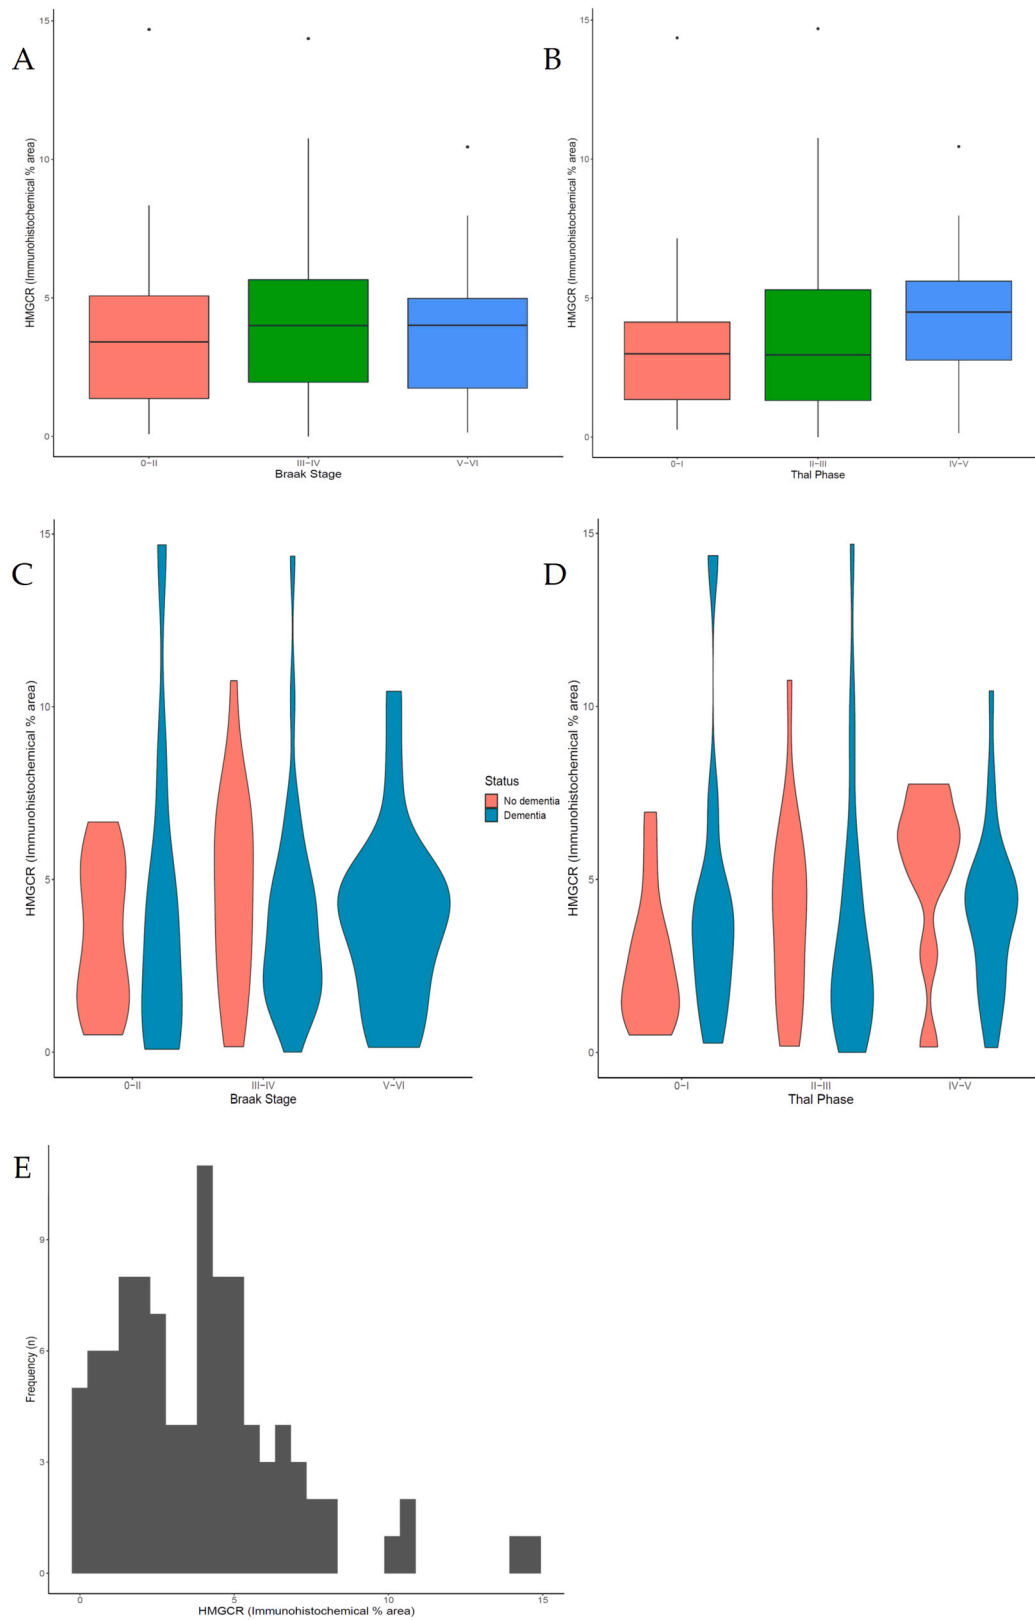 A
15
10
5
0
HMGCR (Immunohistochemical % area)
0-II
III-IV
V-VI
Braak Stage
B
15
10
5
0
HMGCR (Immunohistochemical % area)
0-I
II-III
IV-V
Thal Phase
C
15
10
5
0
HMGCR (Immunohistochemical % area)
0-II
III-IV
V-VI
Braak Stage
Status
No dementia
Dementia
D
15
10
5
0
HMGCR (Immunohistochemical % area)
0-I
II-III
IV-V
Thal Phase
E
9
6
3
0
Frequency (n)
0
5
10
15
HMGCR (Immunohistochemical % area)